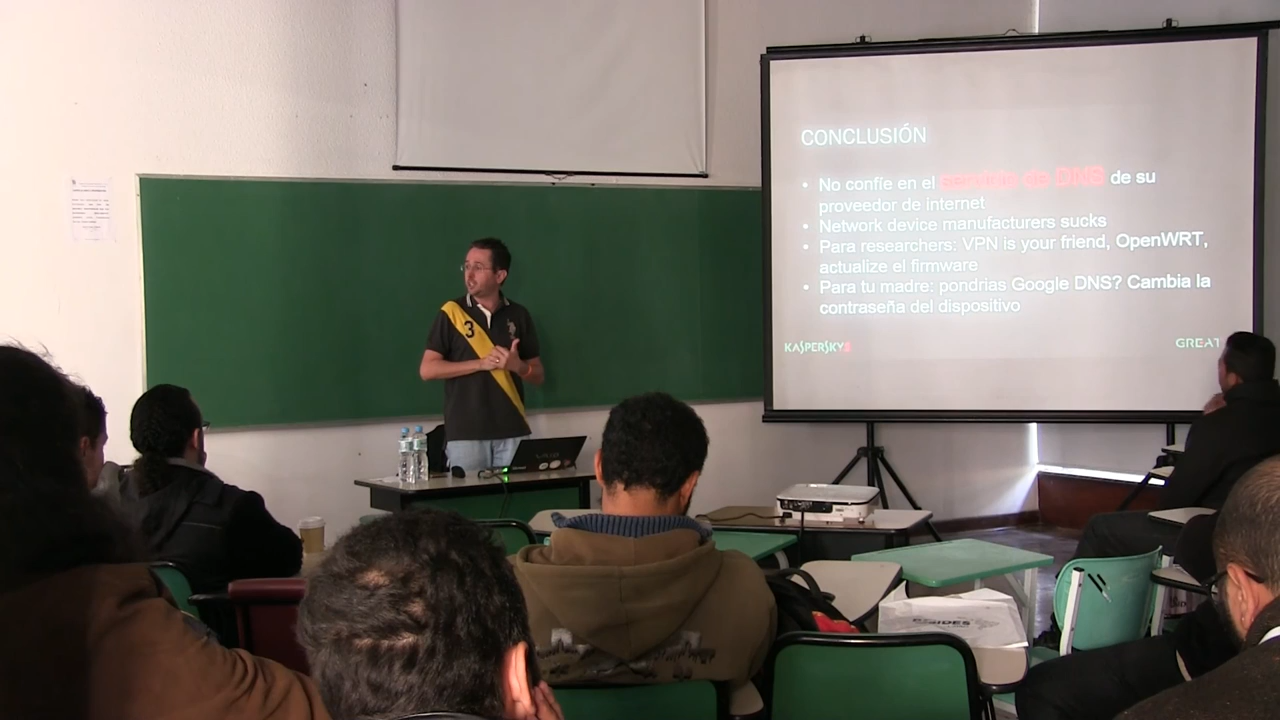 CONCLUSIÓN
• No confíe en el servicio de DNS de su
proveedor de internet
• Network device manufacturers sucks
• Para researchers: VPN is your friend, OpenWRT,
actualize el firmware
• Para tu madre: pondrias Google DNS? Cambia la
contraseña del dispositivo
KASPERSKY
GREAT
3
VAIO